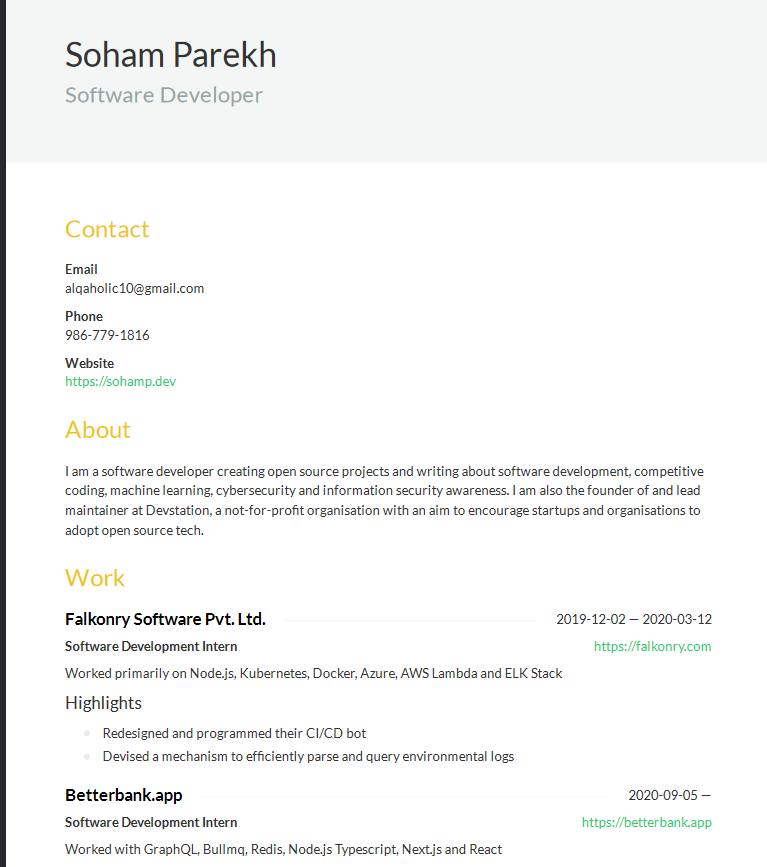 Soham Parekh
Software Developer
Contact
Email
alqaholic10@gmail.com
Phone
986-779-1816
Website
https://sohamp.dev
About
I am a software developer creating open source projects and writing about software development, competitive
coding, machine learning, cybersecurity and information security awareness. I am also the founder of and lead
maintainer at Devstation, a not-for-profit organisation with an aim to encourage startups and organisations to
adopt open source tech.
Work
Falkonry Software Pvt. Ltd. 2019-12-02 — 2020-03-12
Software Development Intern https://falkonry.com
Worked primarily on Node.js, Kubernetes, Docker, Azure, AWS Lambda and ELK Stack
Highlights
Redesigned and programmed their CI/CD bot
Devised a mechanism to efficiently parse and query environmental logs
Betterbank.app 2020-09-05 —
Software Development Intern https://betterbank.app
Worked with GraphQL, Bullmq, Redis, Node.js Typescript, Next.js and React